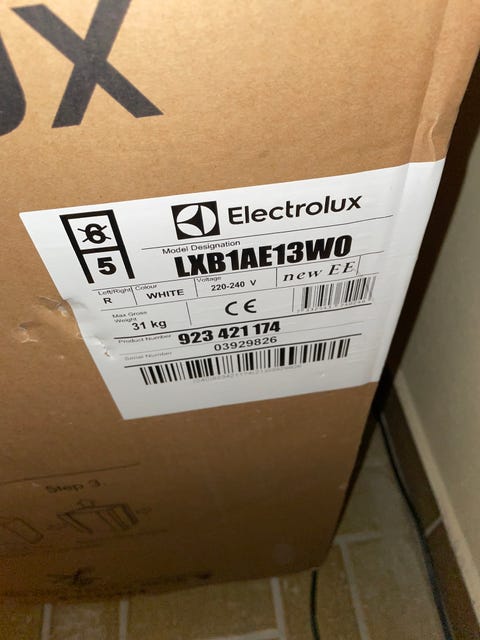 UX
6
5
Electrolux
Model Designation
LXB1AE13W0
Left/Right
R
Colour
WHITE
Voltage
220-240 V
new EE
Max Gross
Weight
31 kg
CE
Product Number
923 421 174
Serial Number
03929826
Step 3.